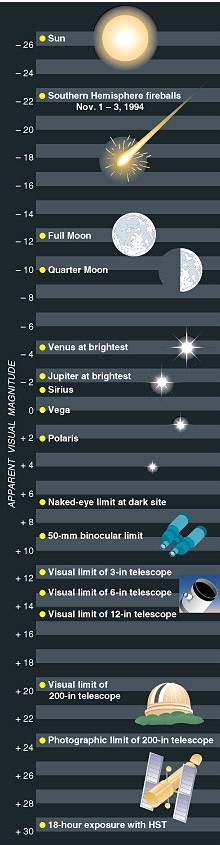 − 26
Sun
− 24
− 22
Southern Hemisphere fireballs
Nov. 1 – 3, 1994
− 20
− 18
− 16
− 14
− 12
Full Moon
− 10
Quarter Moon
− 8
− 6
− 4
Venus at brightest
− 2
Jupiter at brightest
Sirius
0
Vega
+ 2
Polaris
+ 4
+ 6
Naked-eye limit at dark site
+ 8
50-mm binocular limit
+ 10
+ 12
Visual limit of 3-in telescope
Visual limit of 6-in telescope
+ 14
Visual limit of 12-in telescope
+ 16
+ 18
+ 20
Visual limit of
200-in telescope
+ 22
+ 24
Photographic limit of 200-in telescope
+ 26
+ 28
+ 30
18-hour exposure with HST
APPARENT VISUAL MAGNITUDE